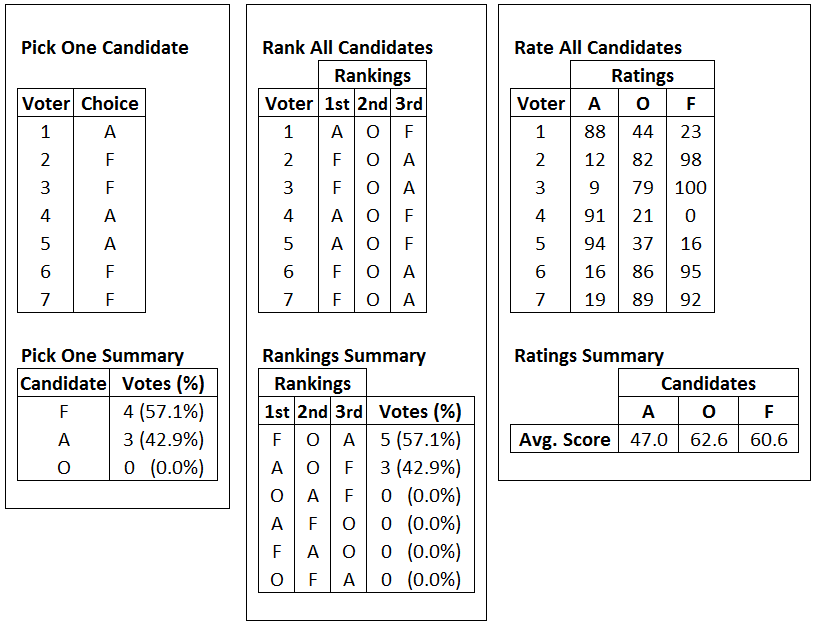 Pick One Candidate
Voter Choice
1 A
2 F
3 F
4 A
5 A
6 F
7 F
Pick One Summary
Candidate Votes (%)
F 4 (57.1%)
A 3 (42.9%)
O 0 (0.0%)
Rank All Candidates
Rankings
Voter 1st 2nd 3rd
1 A O F
2 F O A
3 F O A
4 A O F
5 A O F
6 F O A
7 F O A
Rankings Summary
Rankings
1st 2nd 3rd Votes (%)
F O A 5 (57.1%)
A O F 3 (42.9%)
O A F 0 (0.0%)
A F O 0 (0.0%)
F A O 0 (0.0%)
O F A 0 (0.0%)
Rate All Candidates
Ratings
Voter A O F
1 88 44 23
2 12 82 98
3 9 79 100
4 91 21 0
5 94 37 16
6 16 86 95
7 19 89 92
Ratings Summary
Candidates
A O F
Avg. Score 47.0 62.6 60.6